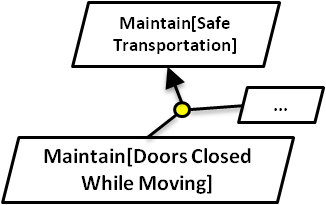 Maintain[Safe
Transportation]
...
Maintain[Doors Closed
While Moving]